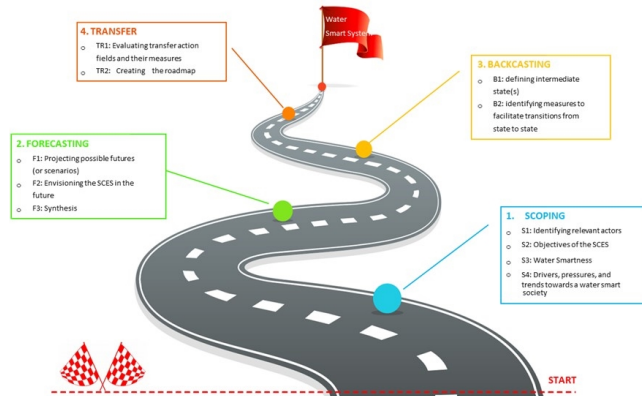 Water
Smart System
4. TRANSFER
TR1: Evaluating transfer action
fields and their measures
TR2: Creating the roadmap
3. BACKCASTING
B1: defining intermediate
state(s)
B2: identifying measures to
facilitate transitions from
state to state
2. FORECASTING
F1: Projecting possible futures
(or scenarios)
F2: Envisioning the SCES in the
future
F3: Synthesis
1. SCOPING
S1: Identifying relevant actors
S2: Objectives of the SCES
S3: Water Smartness
S4: Drivers, pressures, and
trends towards a water smart
society
START